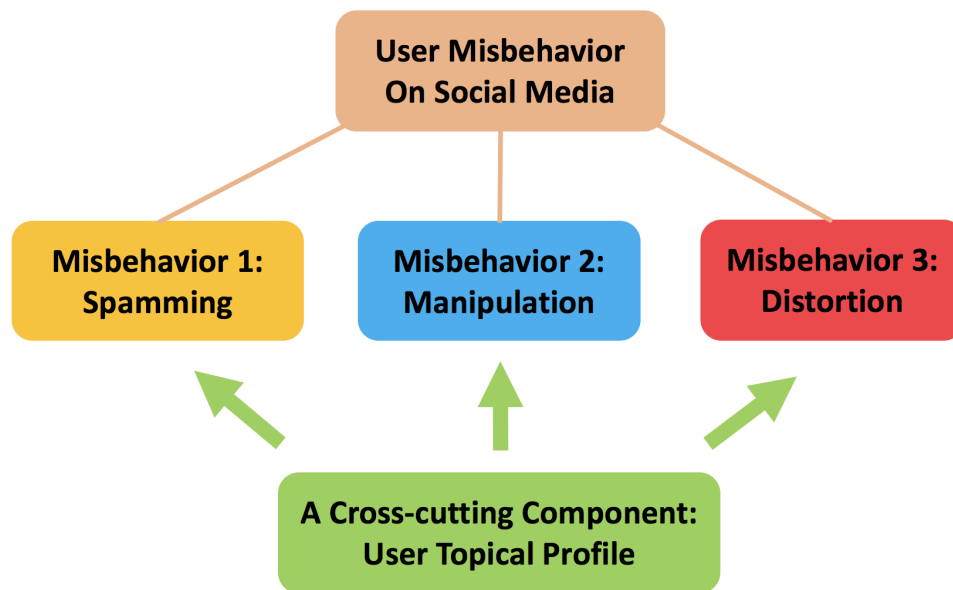 User Misbehavior
On Social Media
Misbehavior 1:
Spamming
Misbehavior 2:
Manipulation
Misbehavior 3:
Distortion
A Cross-cutting Component:
User Topical Profile